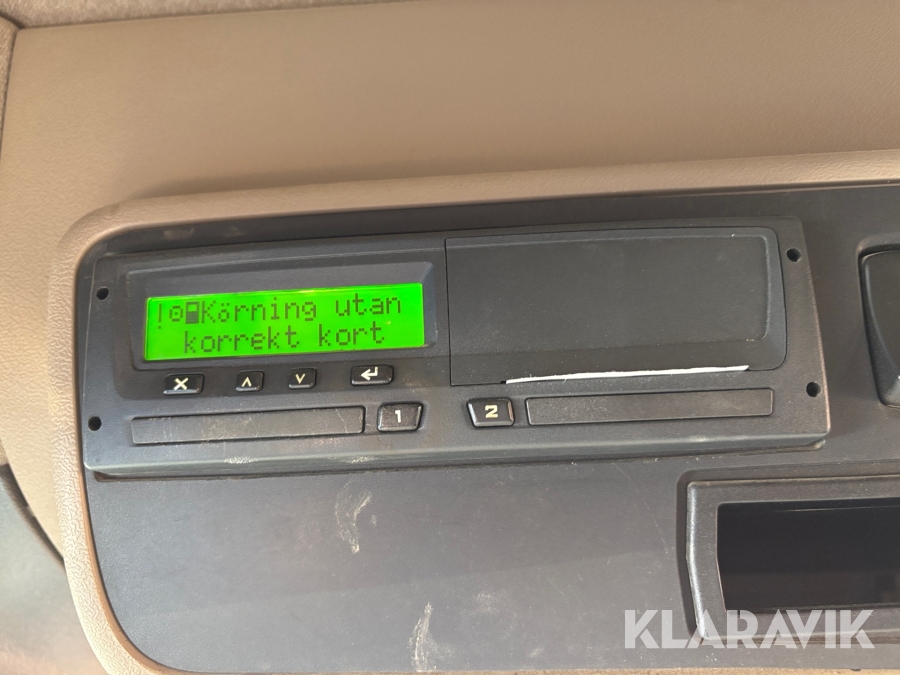 !Körning utan
korrekt kort
1
2
KLARAVIK